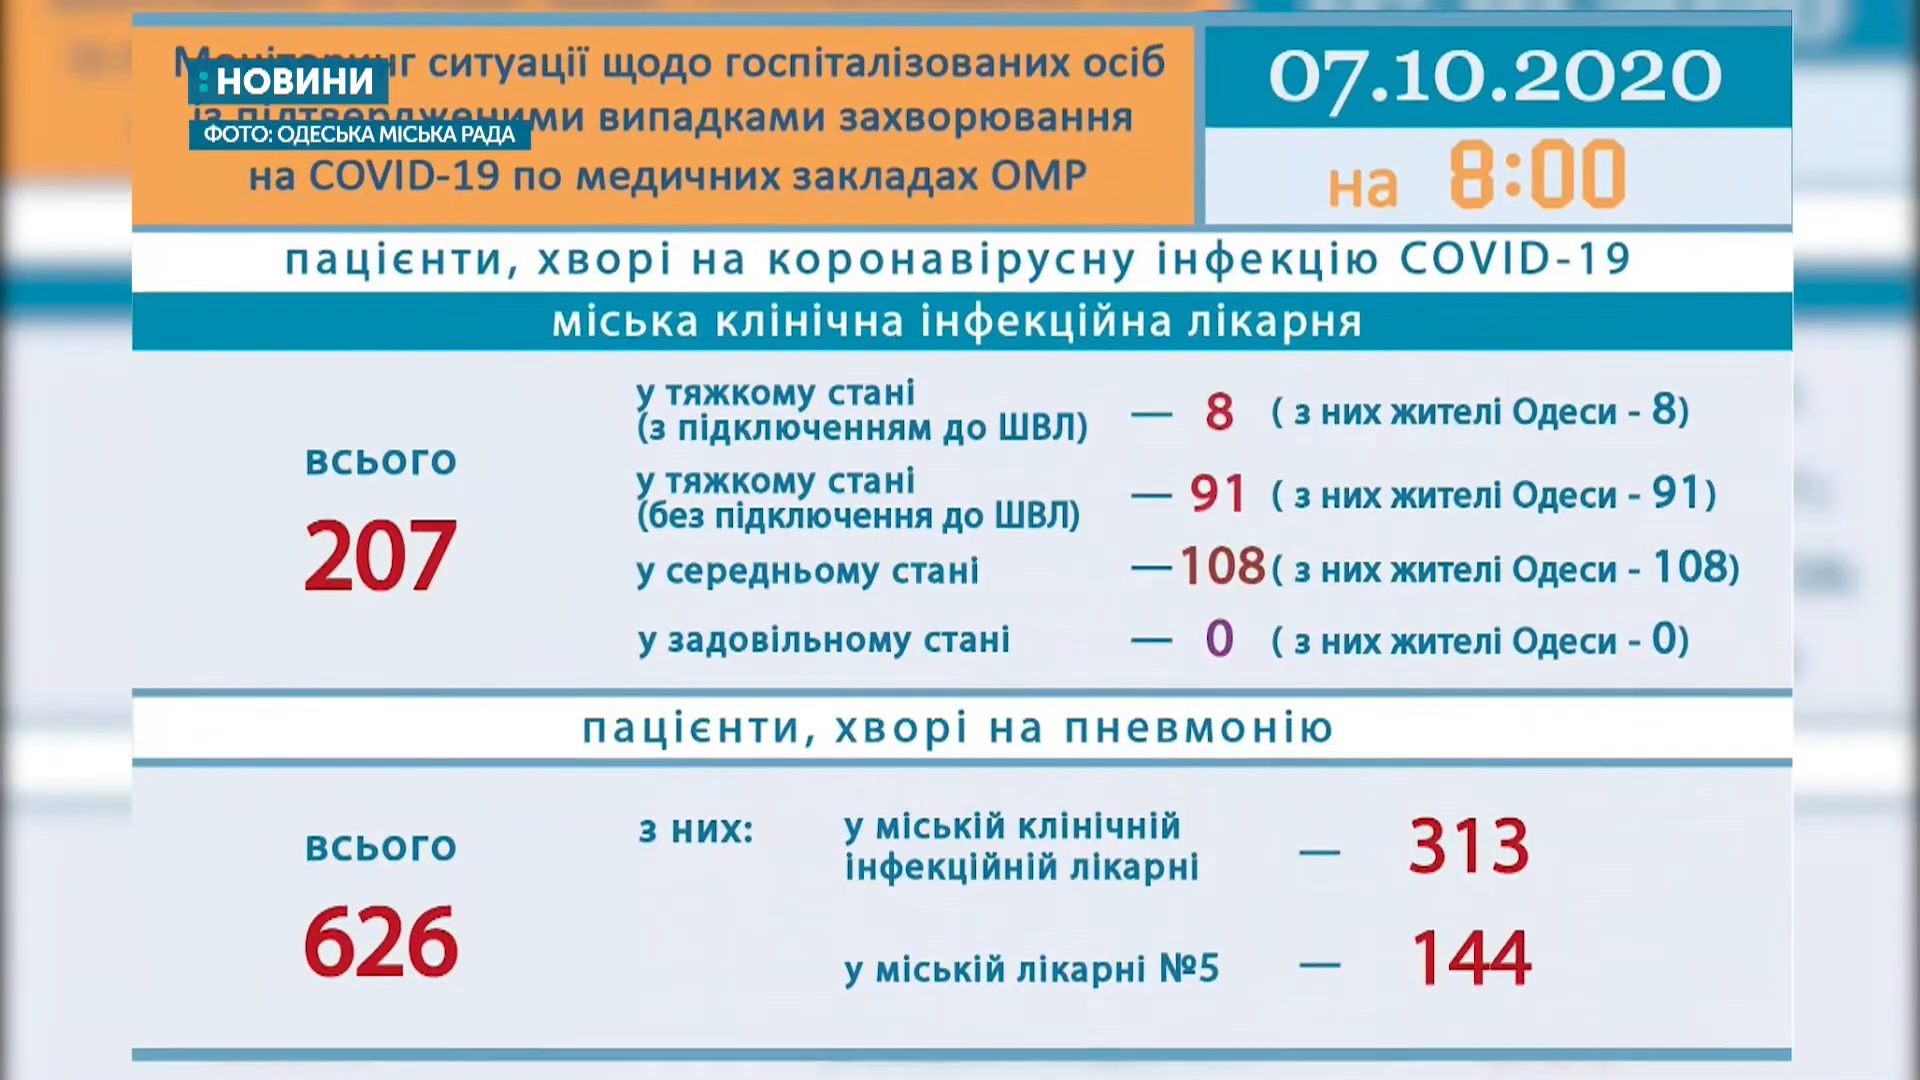 НОВИНИ
ФОТО: ОДЕСЬКА МІСЬКА РАДА
Моніторинг ситуації щодо госпіталізованих осіб
із підтвердженими випадками захворювання
на COVID-19 по медичних закладах ОМР
07.10.2020
на 8:00
пацієнти, хворі на коронавірусну інфекцію COVID-19
міська клінічна інфекційна лікарня
всього
207
у тяжкому стані
(з підключенням до ШВЛ) — 8 ( з них жителі Одеси - 8)
у тяжкому стані
(без підключення до ШВЛ) — 91 ( з них жителі Одеси - 91)
у середньому стані — 108 ( з них жителі Одеси - 108)
у задовільному стані — 0 ( з них жителі Одеси - 0)
пацієнти, хворі на пневмонію
всього
626
з них:
у міській клінічній
інфекційній лікарні — 313
у міській лікарні №5 — 144